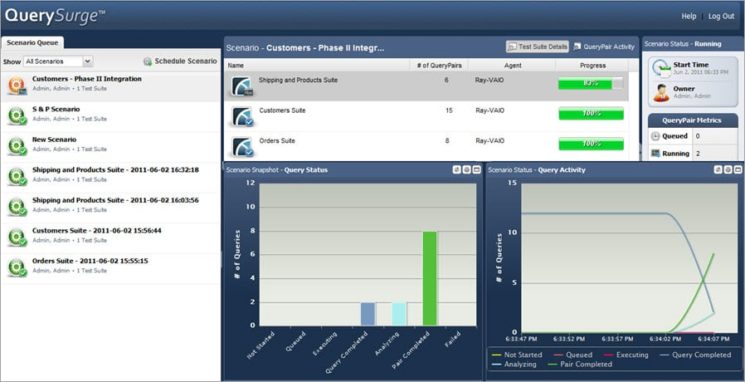 QuerySurge™
Help | Log Out
Scenario Queue
Show All Scenarios Schedule Scenario
Customers - Phase II Integration
Admin, Admin • 1 Test Suite
S & P Scenario
Admin, Admin • 1 Test Suite
New Scenario
Admin, Admin • 1 Test Suite
Shipping and Products Suite - 2011-06-02 16:32:18
Admin, Admin • 1 Test Suite
Shipping and Products Suite - 2011-06-02 16:03:56
Admin, Admin • 1 Test Suite
Customers Suite - 2011-06-02 15:56:44
Admin, Admin • 1 Test Suite
Orders Suite - 2011-06-02 15:55:15
Admin, Admin • 1 Test Suite
Scenario - Customers - Phase II Integr... Test Suite Details QueryPair Activity
Name # of QueryPairs Agent Progress
Shipping and Products Suite 6 Ray-VAIO 83%
Customers Suite 15 Ray-VAIO 100%
Orders Suite 8 Ray-VAIO 100%
Scenario Status - Running
Start Time
Jun 2, 2011 06:33 PM
Owner
Admin, Admin
QueryPair Metrics
Queued 0
Running 2
Scenario Snapshot - Query Status
# of Queries
12
10
8
6
4
2
0
Not Started
Queued
Executing
Query Completed
Analyzing
Pair Completed
Failed
Scenario Status - Query Activity
# of Queries
15
10
5
0
6:33:47 PM 6:33:52 PM 6:33:57 PM 6:34:02 PM 6:34:07 PM
Not Started Queued Executing Query Completed
Analyzing Pair Completed